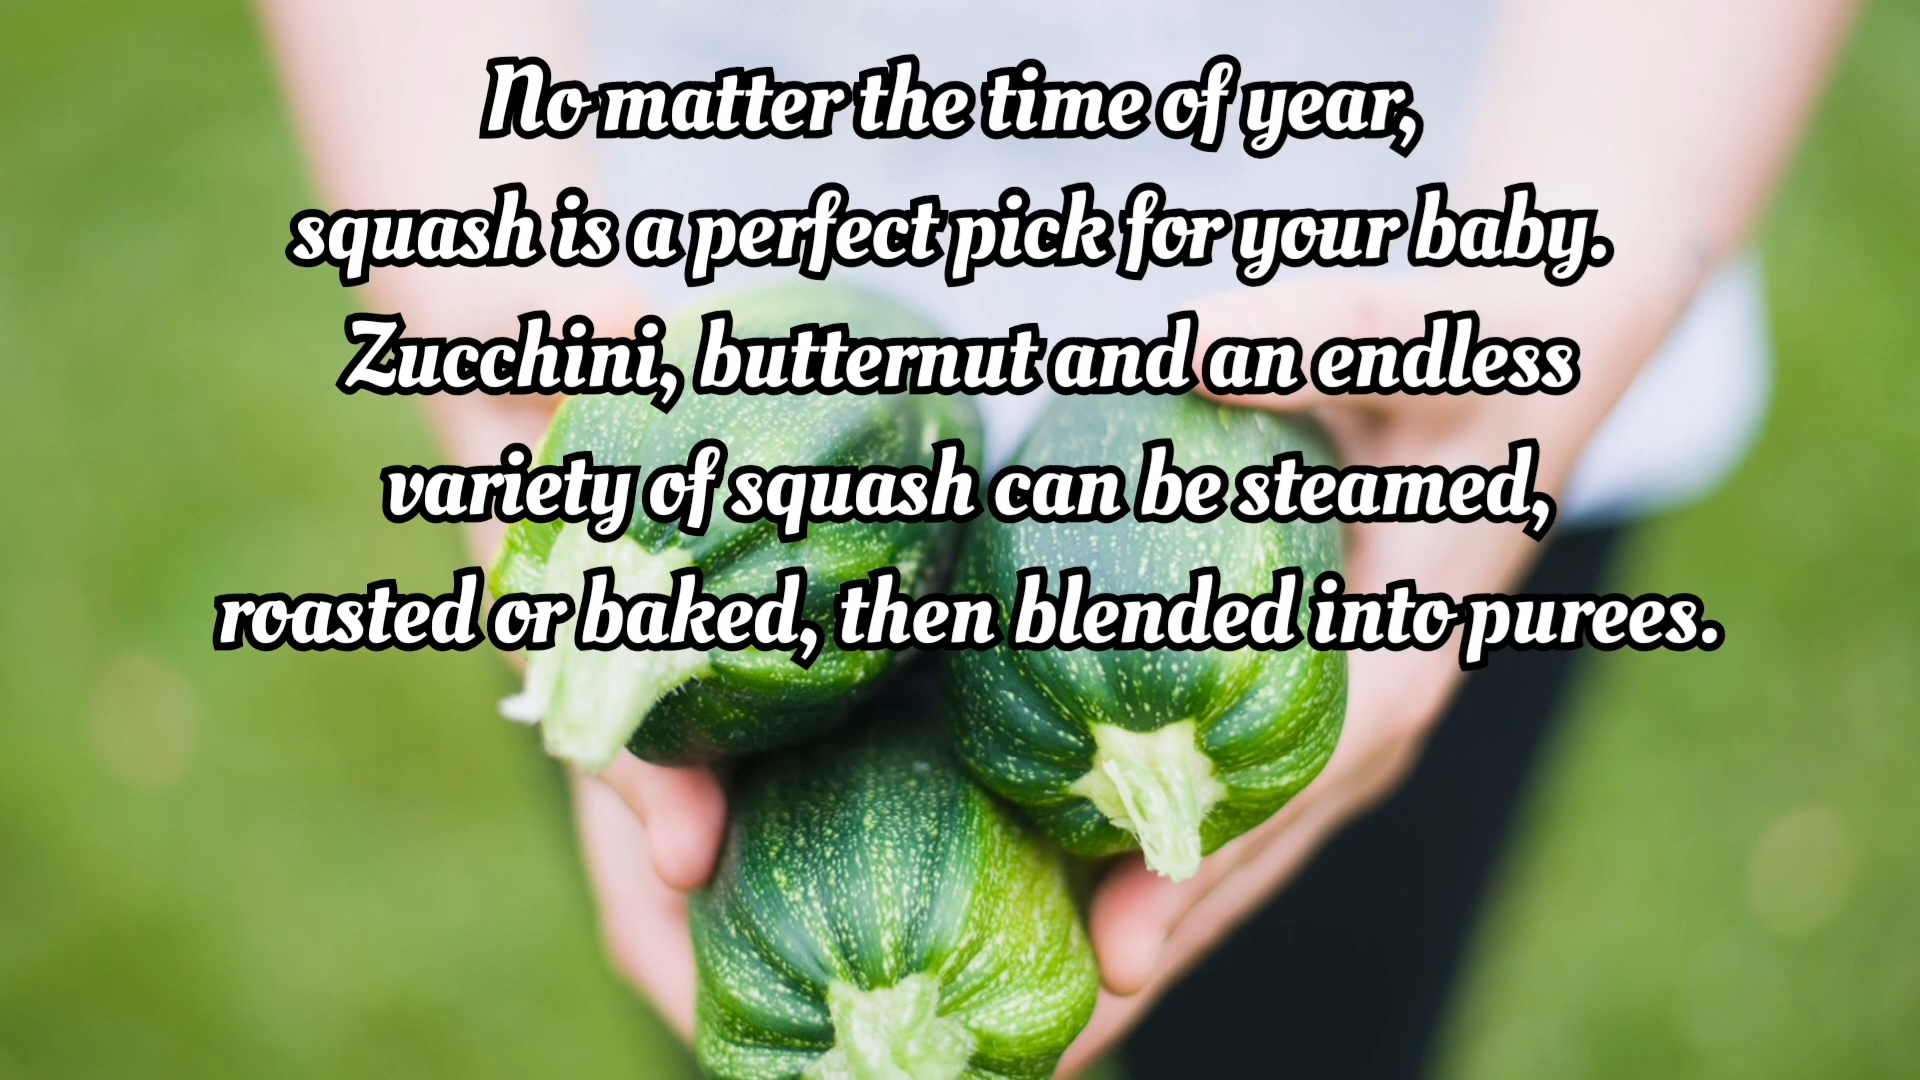 No matter the time of year,
squash is a perfect pick for your baby.
Zucchini, butternut and an endless
variety of squash can be steamed,
roasted or baked, then blended into purees.